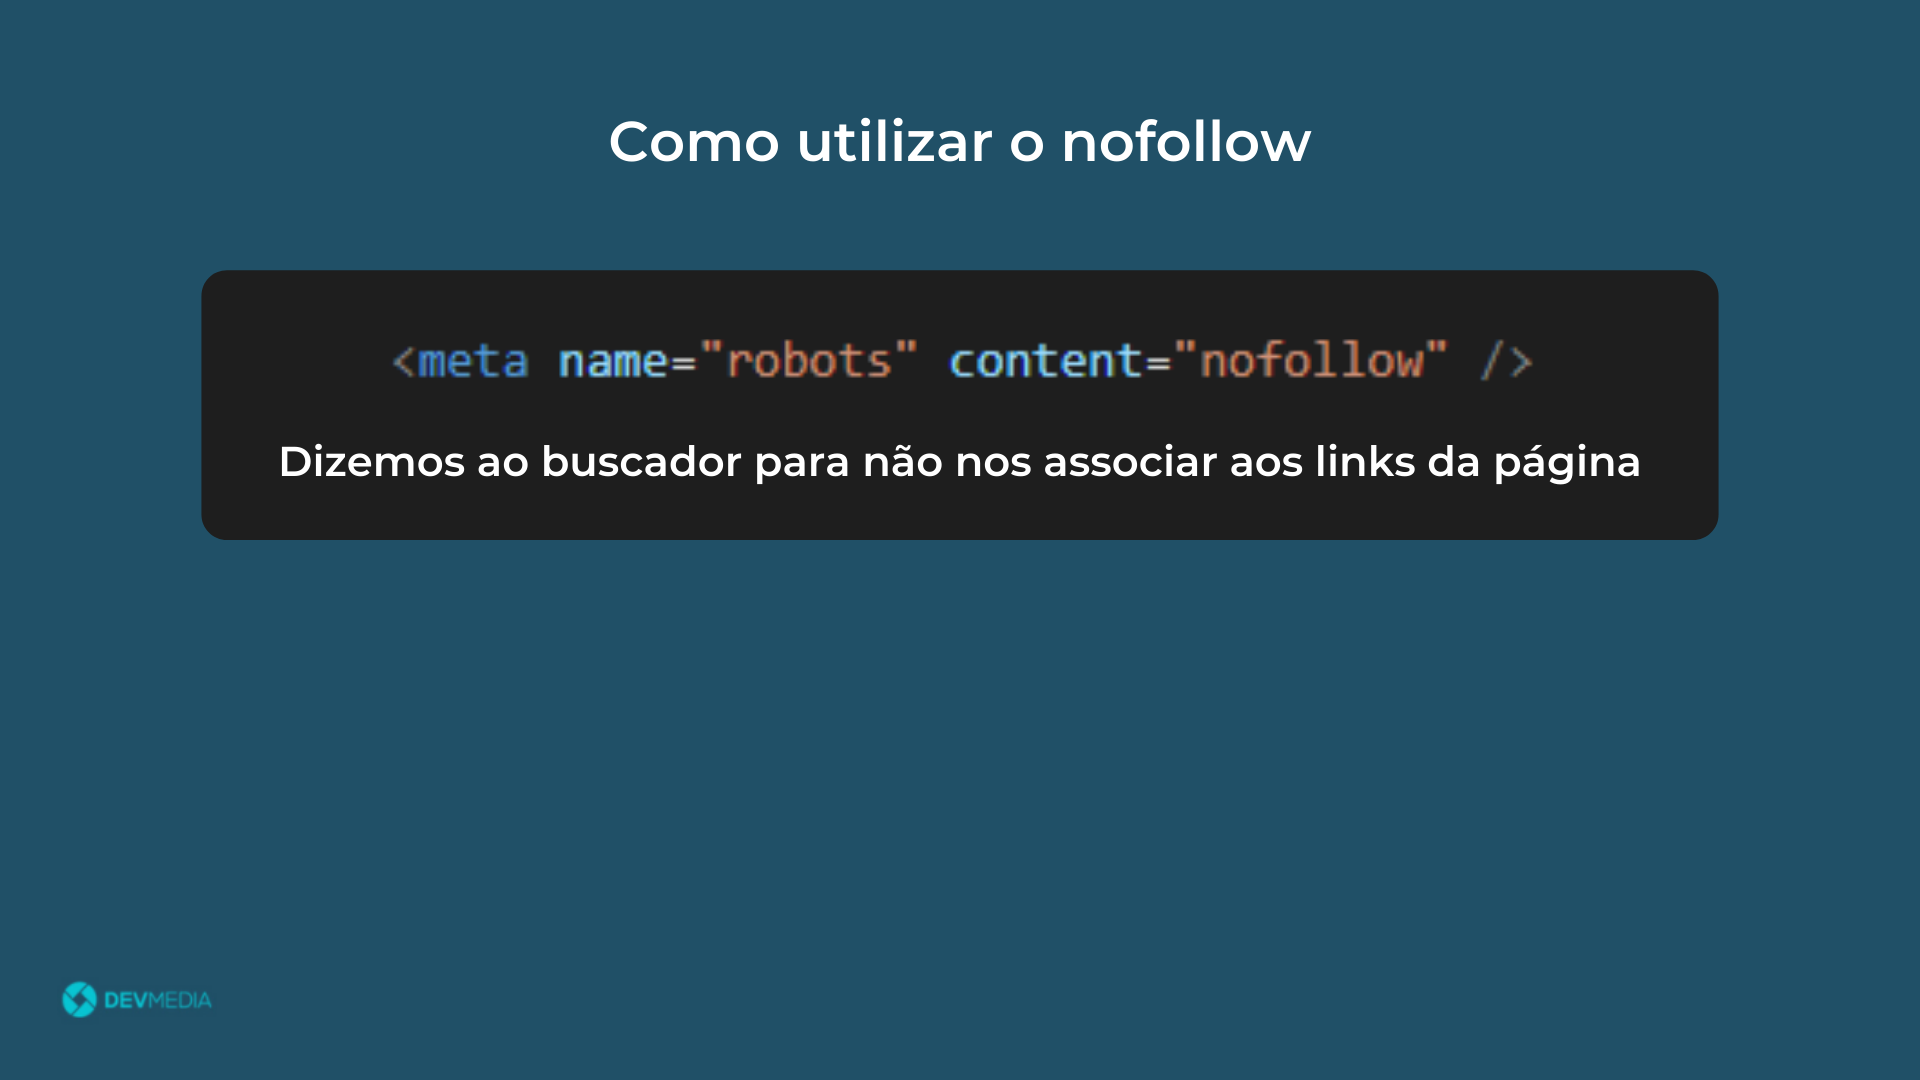 Como utilizar o nofollow
<meta name="robots" content="nofollow" />
Dizemos ao buscador para não nos associar aos links da página
DEVMEDIA